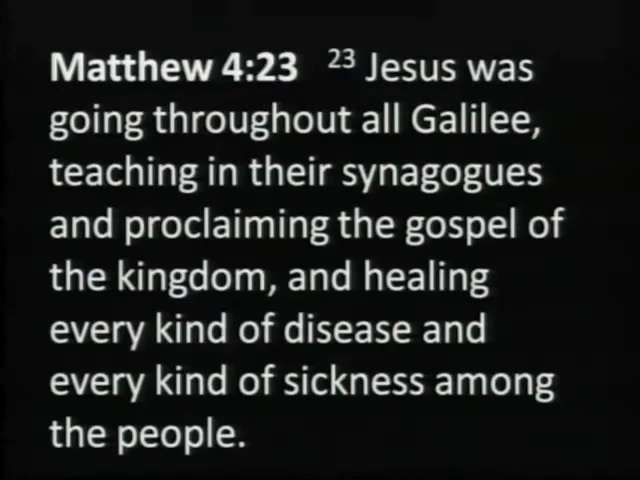 Matthew 4:23 23 Jesus was
going throughout all Galilee,
teaching in their synagogues
and proclaiming the gospel of
the kingdom, and healing
every kind of disease and
every kind of sickness among
the people.